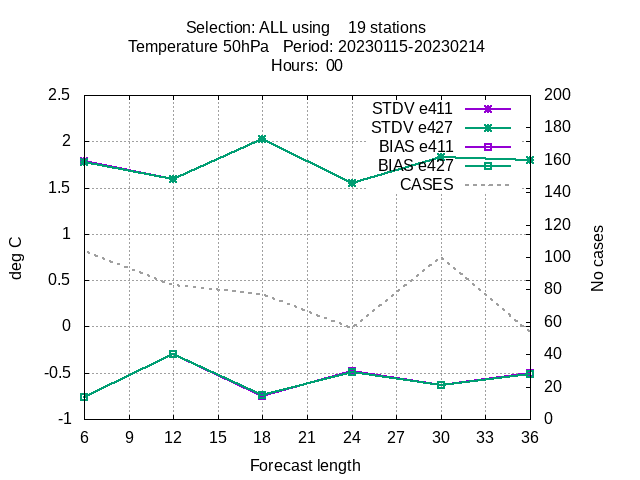 Selection: ALL using    19 stations
Temperature 50hPa   Period: 20230115-20230214
Hours:  00
2.5
2
1.5
1
0.5
0
-0.5
-1
deg C
STDV e411
STDV e427
BIAS e411
BIAS e427
CASES
200
180
160
140
120
100
80
60
40
20
0
No cases
6 9 12 15 18 21 24 27 30 33 36
Forecast length